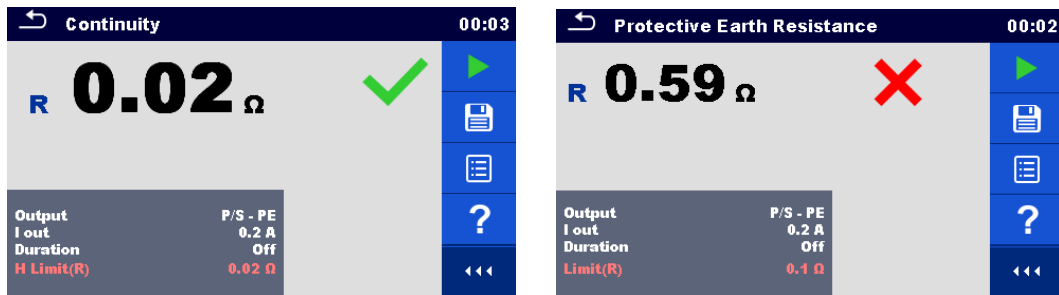 Continuity 00:03
R 0.02 Ω
Output P/S - PE
I out 0.2 A
Duration Off
H Limit(R) 0.02 Ω
?
Protective Earth Resistance 00:02
R 0.59 Ω
Output P/S - PE
I out 0.2 A
Duration Off
Limit(R) 0.1 Ω
?